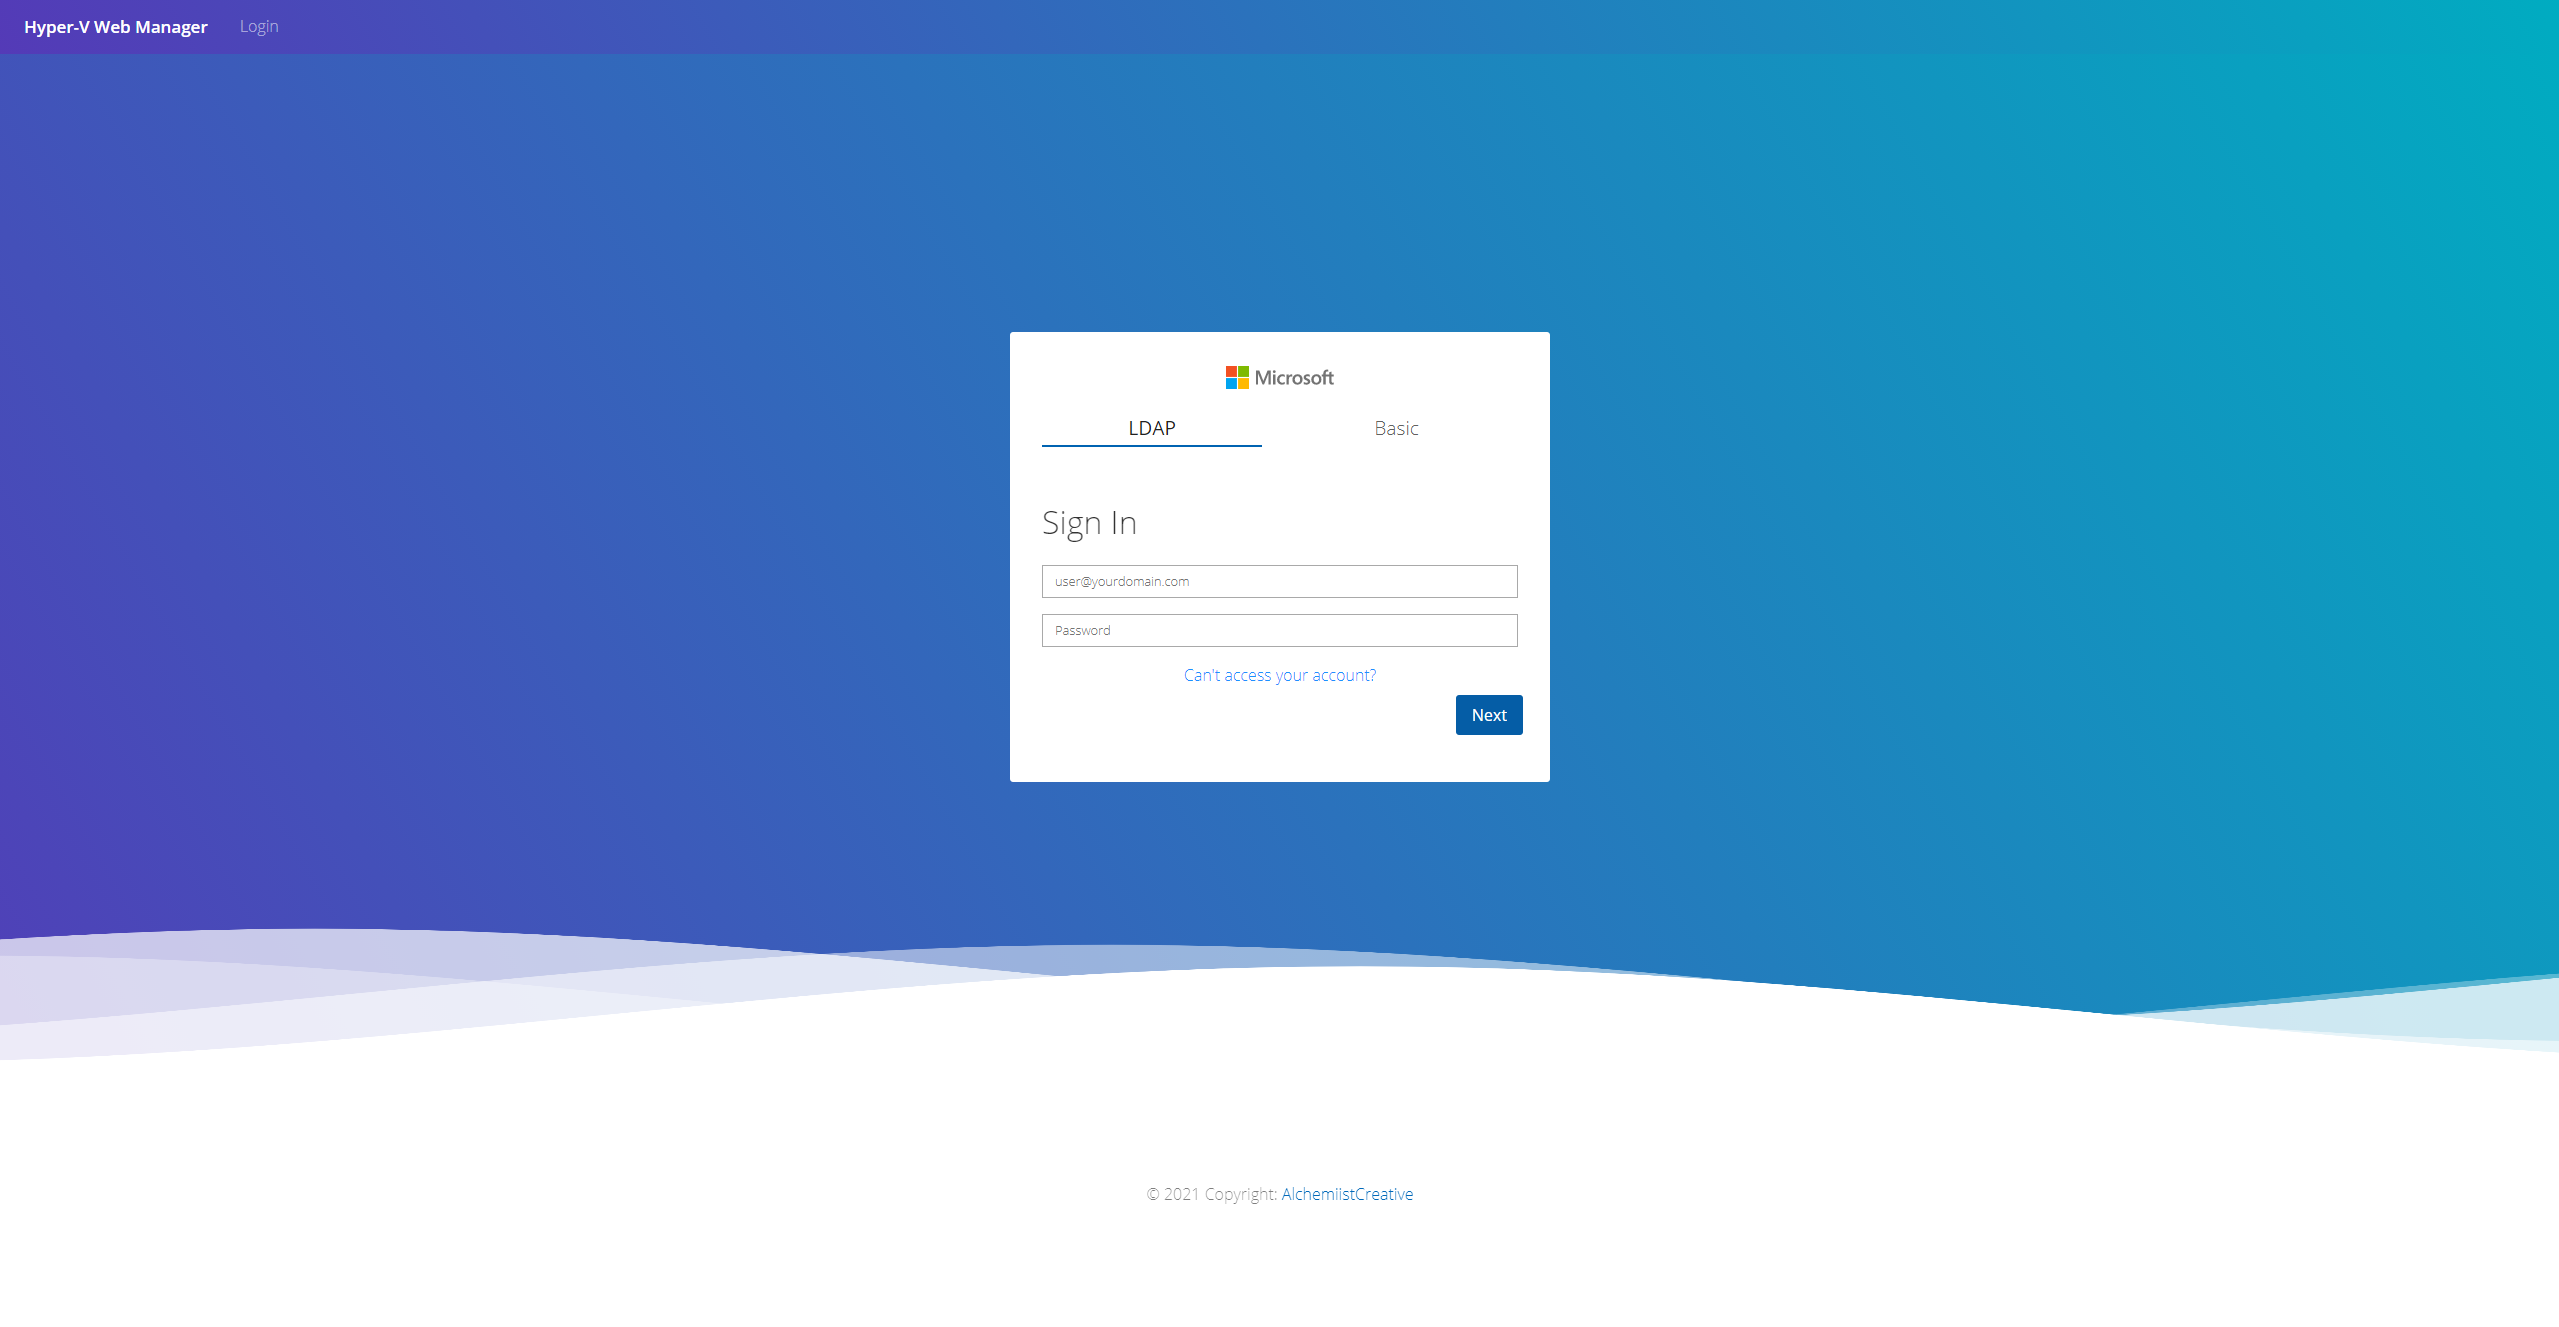 Hyper-V Web Manager Login
Microsoft
LDAP Basic
Sign In
user@yourdomain.com
Password
Can't access your account?
Next
© 2021 Copyright: AlchemiistCreative